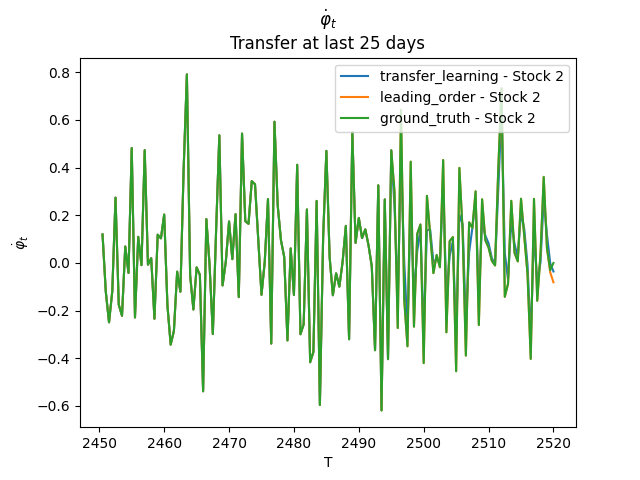 φ̇ₜ
Transfer at last 25 days
transfer_learning - Stock 2
leading_order - Stock 2
ground_truth - Stock 2
0.8
0.6
0.4
0.2
0.0
−0.2
−0.4
−0.6
φ̇ₜ
2450 2460 2470 2480 2490 2500 2510 2520
T